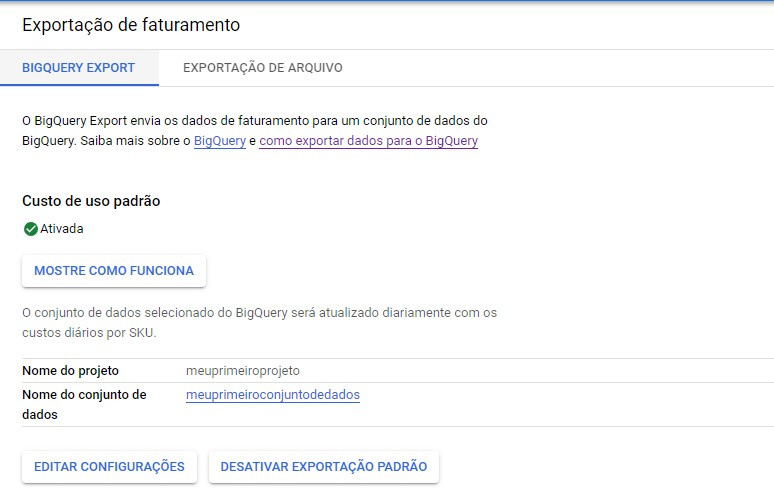 Exportação de faturamento
BIGQUERY EXPORT
EXPORTAÇÃO DE ARQUIVO
O BigQuery Export envia os dados de faturamento para um conjunto de dados do
BigQuery. Saiba mais sobre o BigQuery e como exportar dados para o BigQuery
Custo de uso padrão
Ativada
MOSTRE COMO FUNCIONA
O conjunto de dados selecionado do BigQuery será atualizado diariamente com os
custos diários por SKU.
Nome do projeto
meuprimeiroprojeto
Nome do conjunto de
dados
meuprimeiroconjuntodedados
EDITAR CONFIGURAÇÕES
DESATIVAR EXPORTAÇÃO PADRÃO